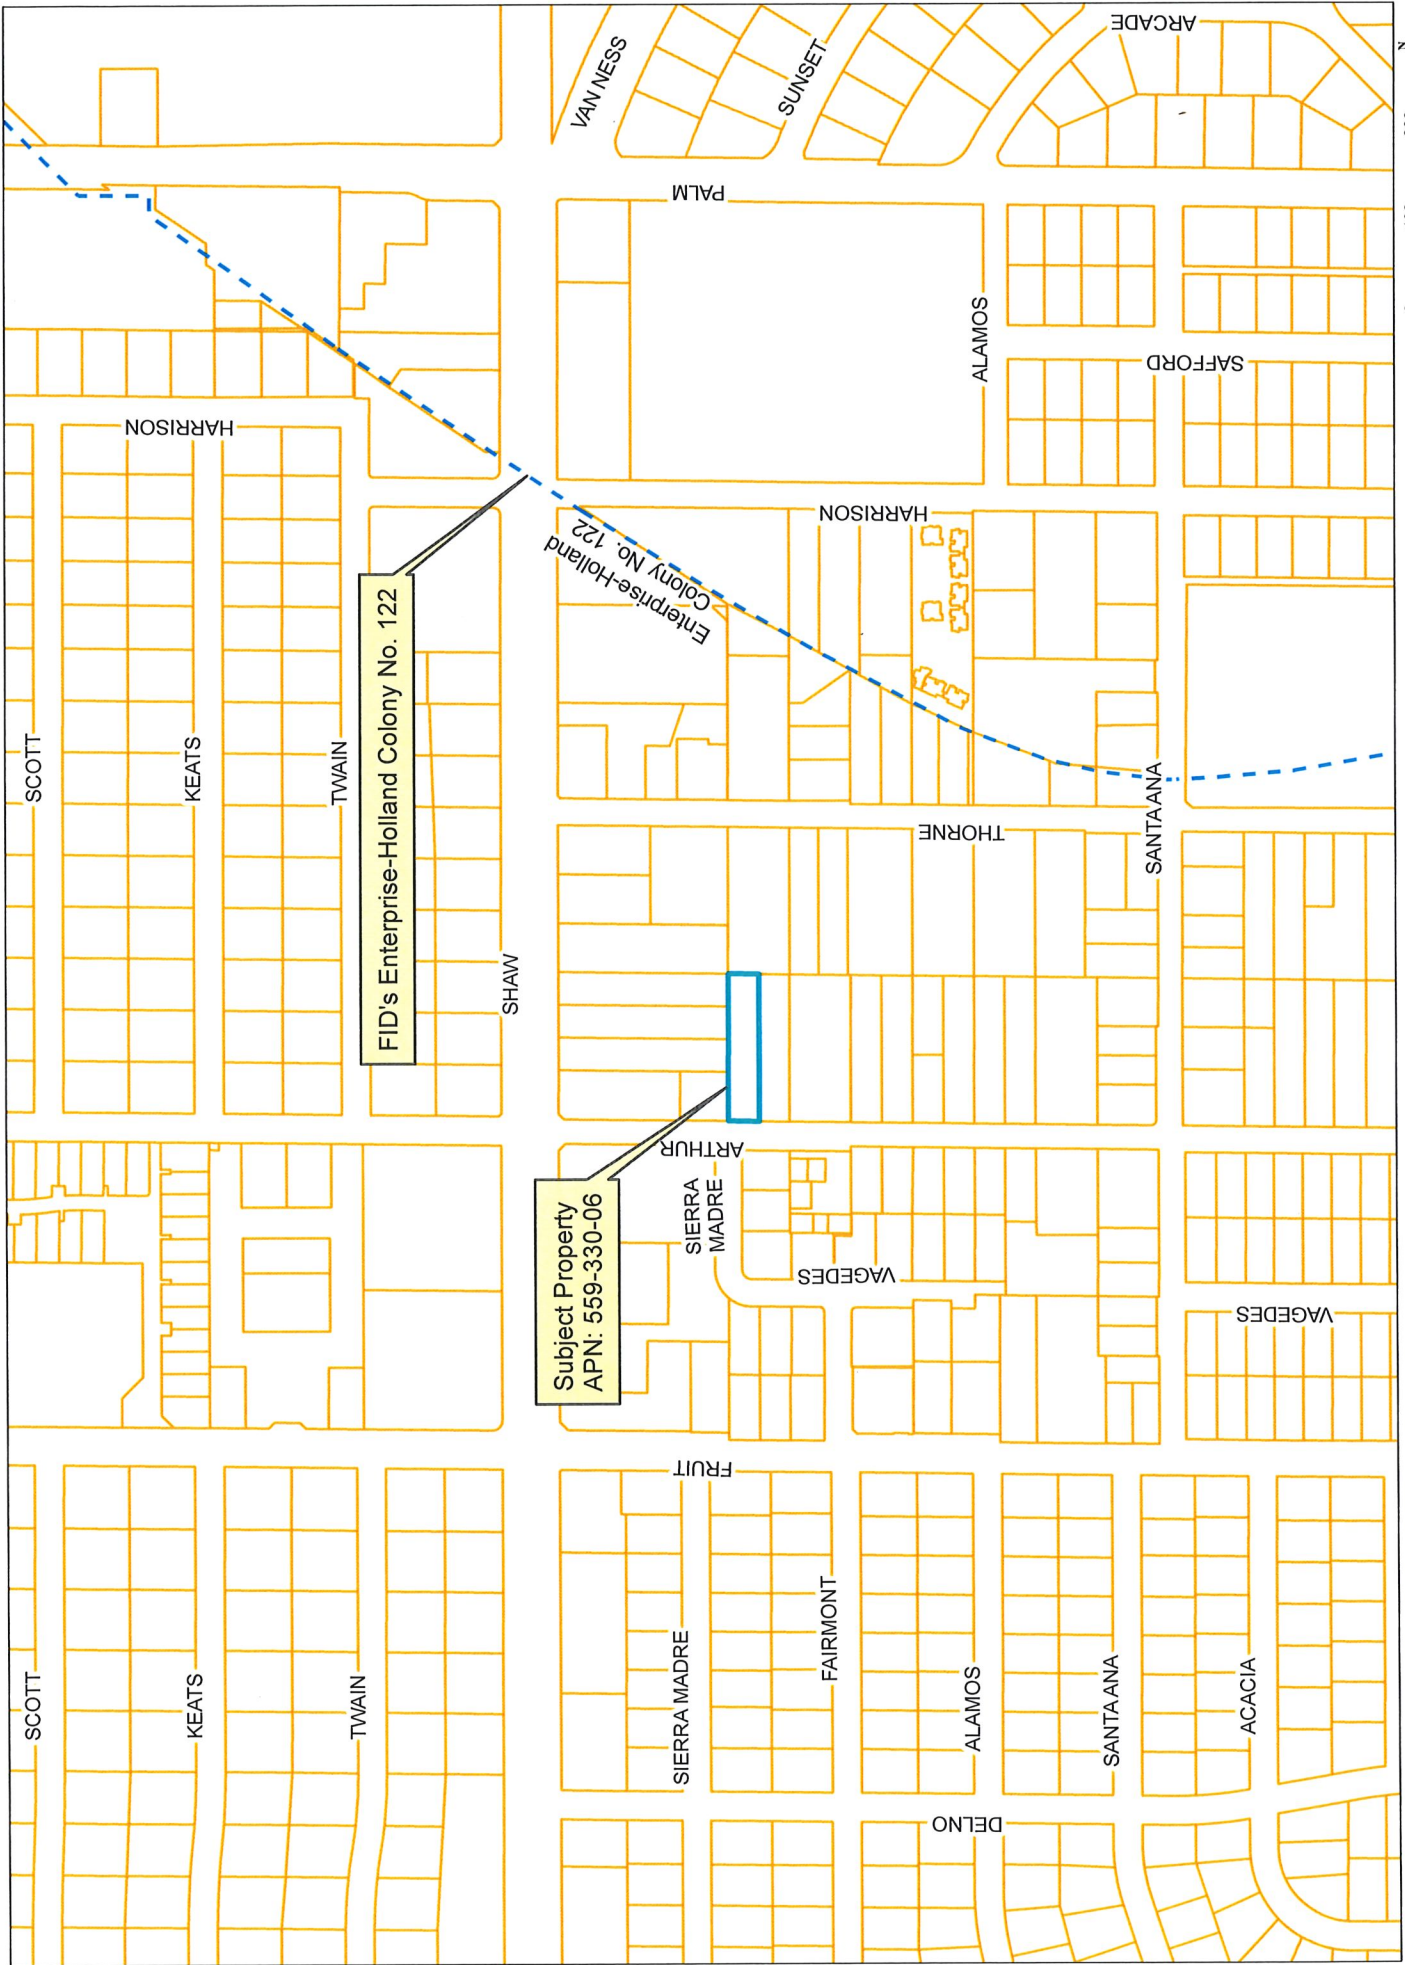 VAN NESS
SUNSET
ARCADE
PALM
ALAMOS
SAFFORD
HARRISON
HARRISON
Enterprise-Holland
Colony No. 122
FID's Enterprise-Holland Colony No. 122
SCOTT
KEATS
TWAIN
SHAW
THORNE
SANTA ANA
Subject Property
APN: 559-330-06
ARTHUR
SIERRA
MADRE
VAGEDES
VAGEDES
FRUIT
SCOTT
KEATS
TWAIN
SIERRA MADRE
FAIRMONT
ALAMOS
SANTA ANA
ACACIA
DELNO